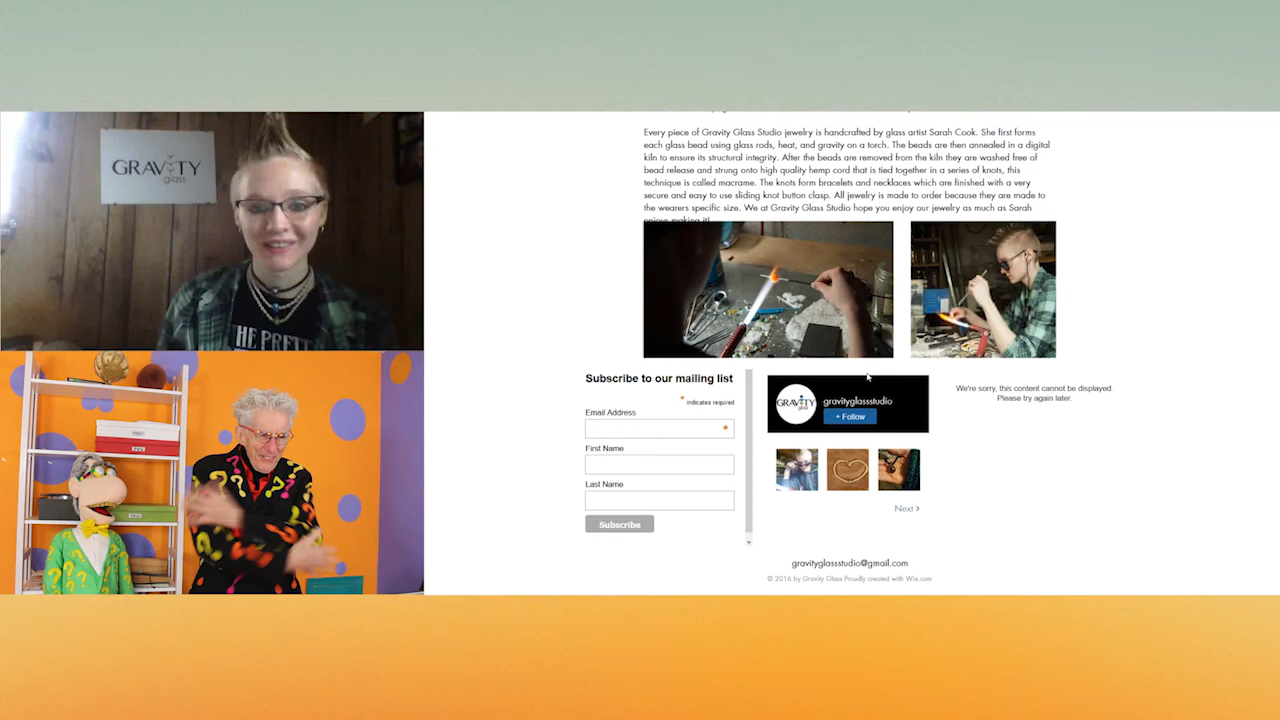 GRAVITY
glass
THE PRETTY
Every piece of Gravity Glass Studio jewelry is handcrafted by glass artist Sarah Cook. She first forms
each glass bead using glass rods, heat, and gravity on a torch. The beads are then annealed in a digital
kiln to ensure its structural integrity. After the beads are removed from the kiln they are washed free of
bead release and strung onto high quality hemp cord that is tied together in a series of knots, this
technique is called macrame. The knots form bracelets and necklaces which are finished with a very
secure and easy to use sliding knot button clasp. All jewelry is made to order because they are made to
the wearers specific size. We at Gravity Glass Studio hope you enjoy our jewelry as much as Sarah
enjoys making it!
Subscribe to our mailing list
* indicates required
Email Address
*
First Name
Last Name
Subscribe
GRAVITY
glass
gravityglassstudio
+ Follow
Next >
We're sorry, this content cannot be displayed.
Please try again later.
gravityglassstudio@gmail.com
© 2016 by Gravity Glass Proudly created with Wix.com